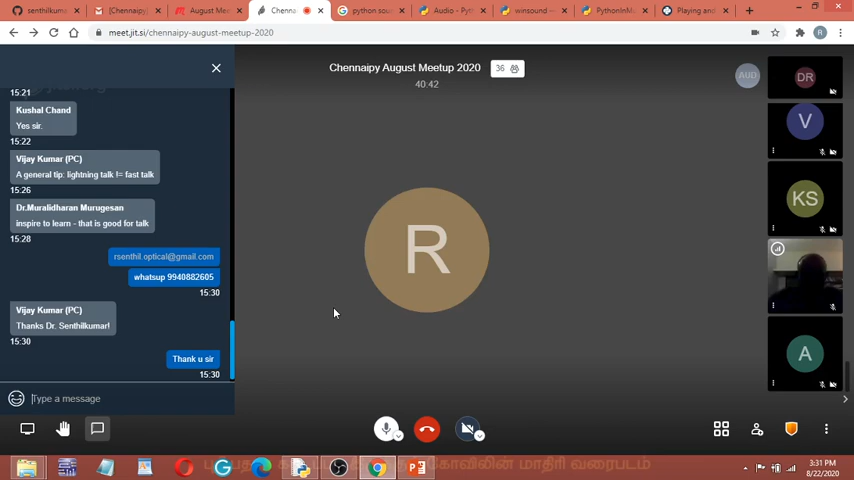 senthilkuma
[Chennaipy]
August Mee
Chenna
python sou
Audio - Pyt
winsound —
PythonInM
Playing and
meet.jit.si/chennaipy-august-meetup-2020
R
15:21
Kushal Chand
Yes sir.
15:22
Vijay Kumar (PC)
A general tip: lightning talk != fast talk
15:26
Dr.Muralidharan Murugesan
inspire to learn - that is good for talk
15:28
rsenthil.optical@gmail.com
whatsup 9940882605
15:30
Vijay Kumar (PC)
Thanks Dr. Senthilkumar!
15:30
Thank u sir
15:30
Type a message
Chennaipy August Meetup 2020
36
40:42
R
AUD
DR
V
KS
A
கோவிலின் மாதிரி வரைபடம்
3:31 PM
8/22/2020